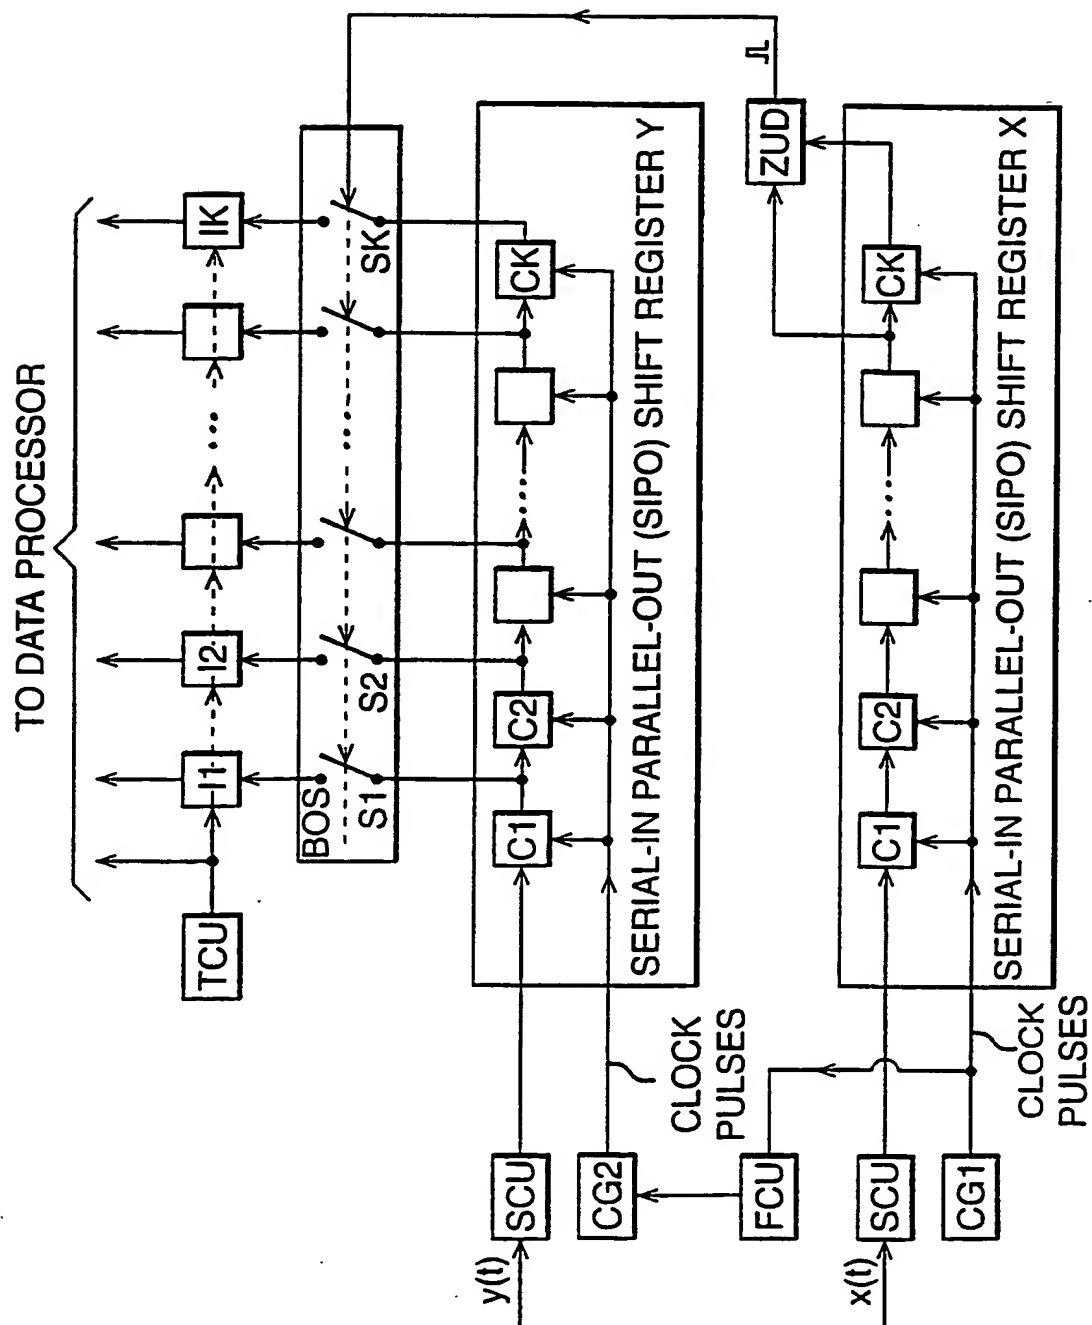 TO DATA PROCESSOR
TCU
I1
I2
...
IK
BOS
S1
S2
...
SK
y(t)
SCU
C1
C2
...
CK
CG2
CLOCK
PULSES
SERIAL-IN PARALLEL-OUT (SIPO) SHIFT REGISTER Y
FCU
ZUD
x(t)
SCU
C1
C2
...
CK
CG1
CLOCK
PULSES
SERIAL-IN PARALLEL-OUT (SIPO) SHIFT REGISTER X